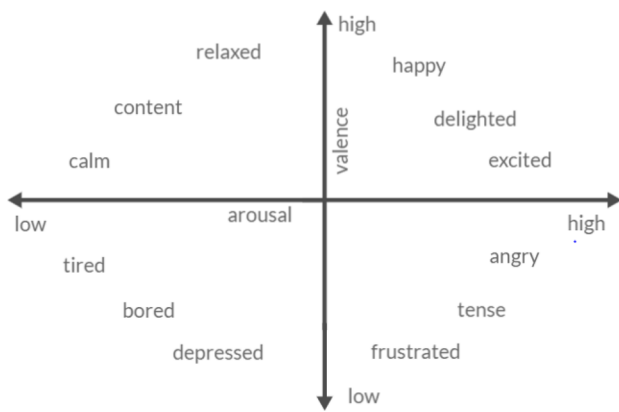 high
relaxed
happy
content
valence
delighted
calm
excited
arousal
low
high
tired
angry
bored
tense
depressed
frustrated
low